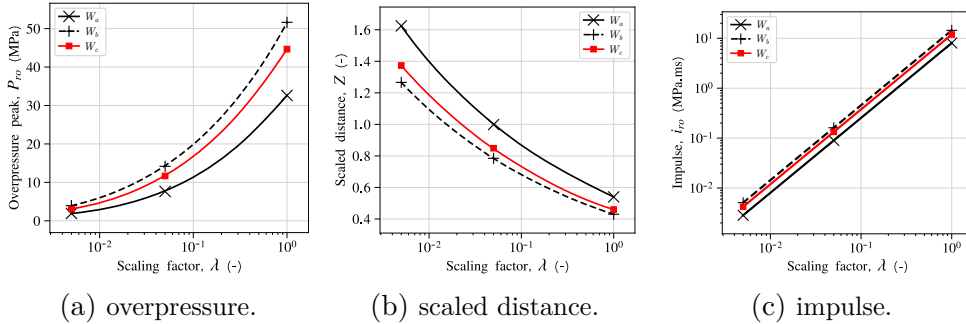 Overpressure peak, P_ro (MPa)
50
40
30
20
10
0
W_a
W_b
W_c
10^-2
10^-1
10^0
Scaling factor, λ (-)
(a) overpressure.
Scaled distance, Z (-)
1.6
1.4
1.2
1.0
0.8
0.6
0.4
W_a
W_b
W_c
10^-2
10^-1
10^0
Scaling factor, λ (-)
(b) scaled distance.
Impulse, i_ro (MPa.ms)
10^1
10^0
10^-1
10^-2
W_a
W_b
W_c
10^-2
10^-1
10^0
Scaling factor, λ (-)
(c) impulse.